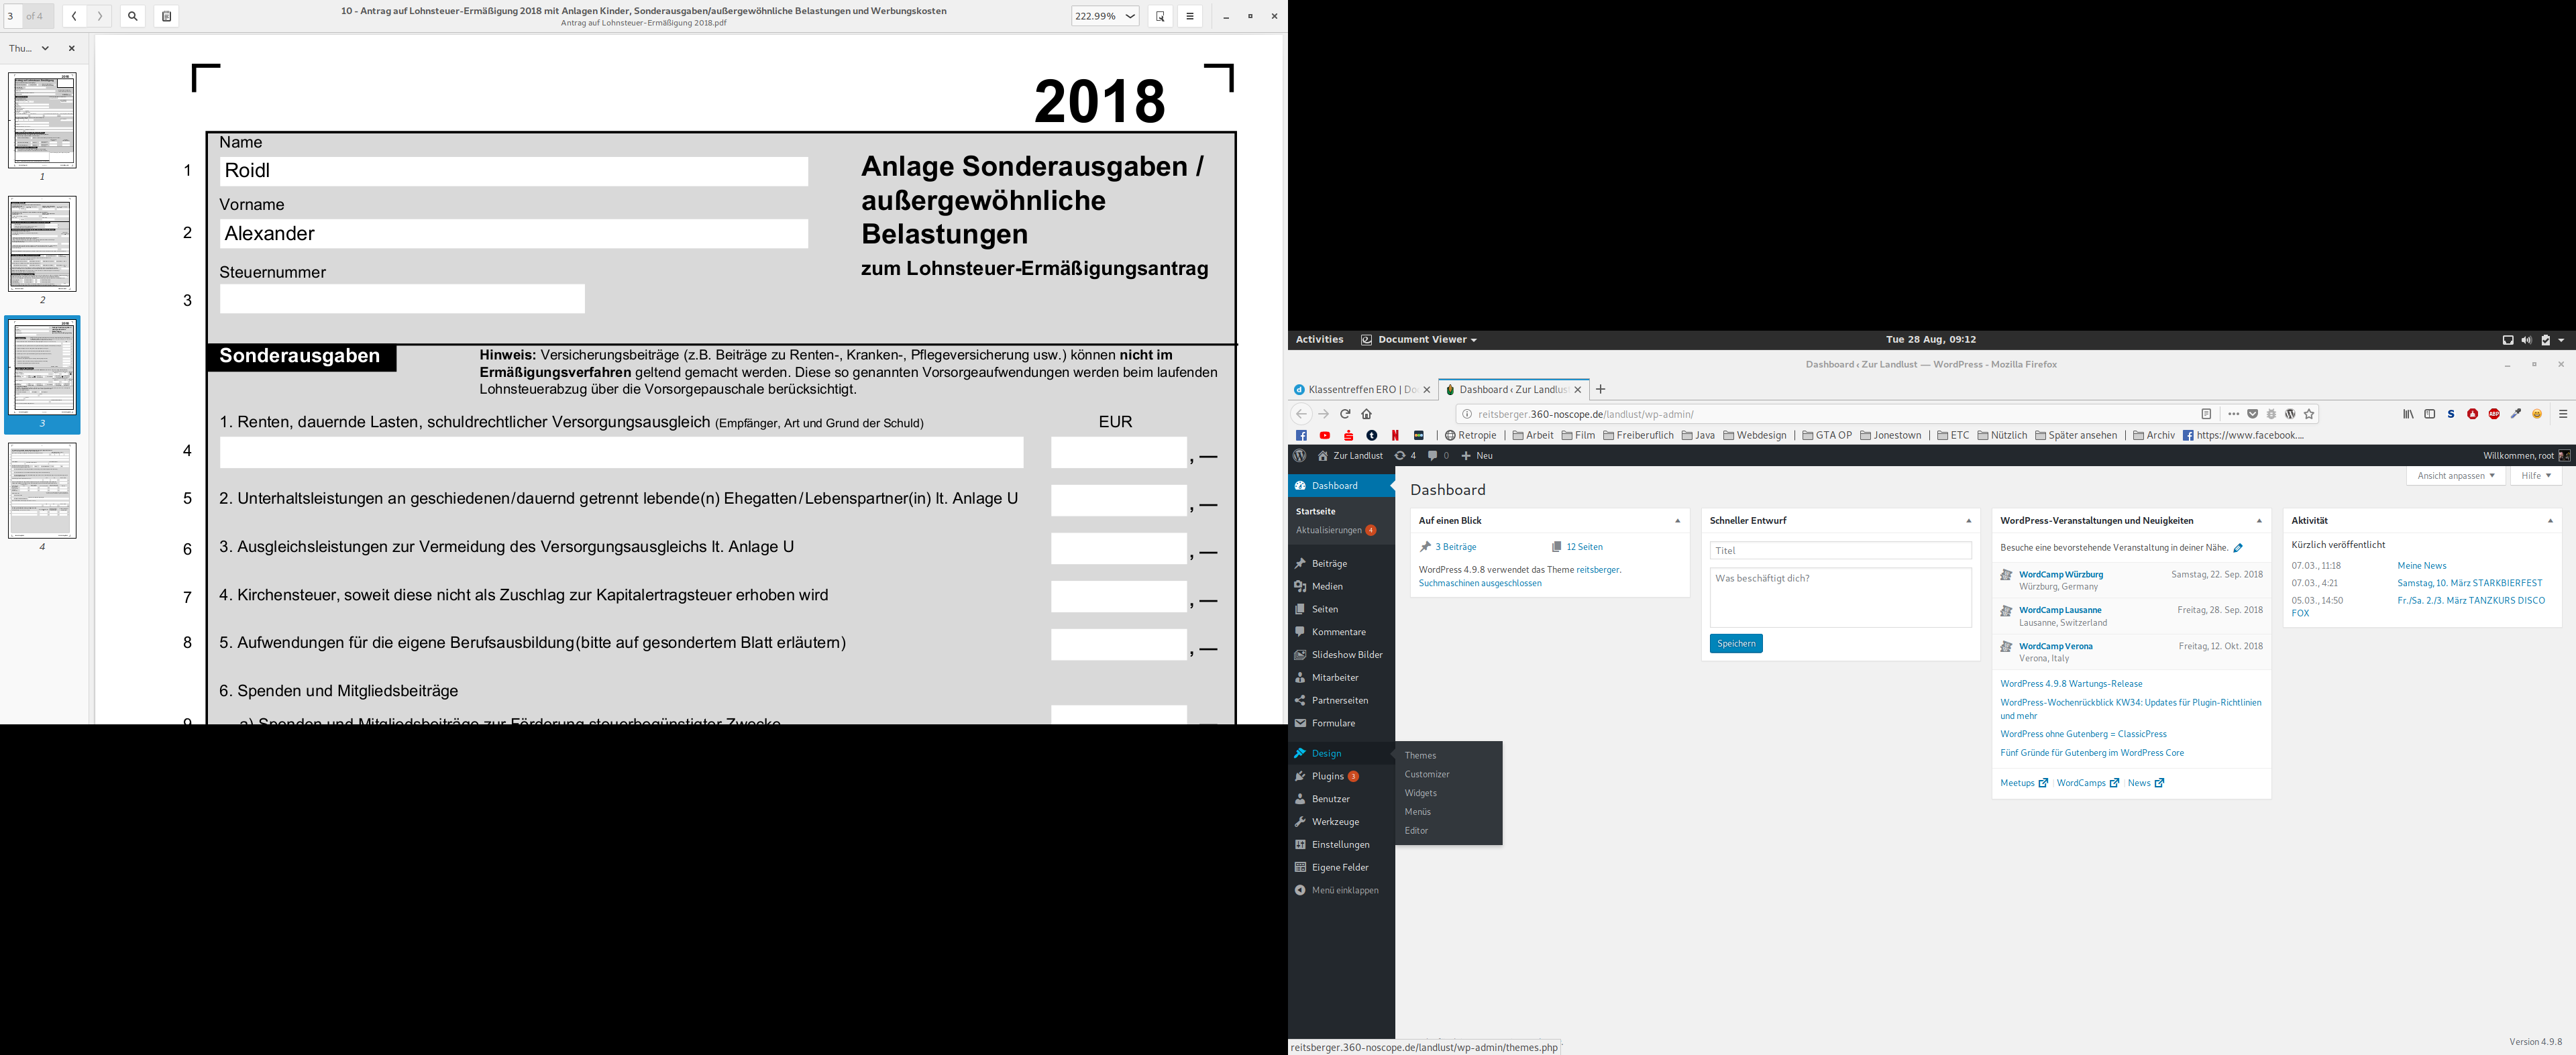 3 of 4
10 - Antrag auf Lohnsteuer-Ermäßigung 2018 mit Anlagen Kinder, Sonderausgaben/außergewöhnliche Belastungen und Werbungskosten
Antrag auf Lohnsteuer-Ermäßigung 2018.pdf
222.99%
Thu...
1
2
3
4
2018
Name
1 Roidl
Vorname
2 Alexander
Steuernummer
3
Anlage Sonderausgaben /
außergewöhnliche
Belastungen
zum Lohnsteuer-Ermäßigungsantrag
Sonderausgaben
Hinweis: Versicherungsbeiträge (z.B. Beiträge zu Renten-, Kranken-, Pflegeversicherung usw.) können nicht im
Ermäßigungsverfahren geltend gemacht werden. Diese so genannten Vorsorgeaufwendungen werden beim laufenden
Lohnsteuerabzug über die Vorsorgepauschale berücksichtigt.
1. Renten, dauernde Lasten, schuldrechtlicher Versorgungsausgleich (Empfänger, Art und Grund der Schuld) EUR
4 , —
5 2. Unterhaltsleistungen an geschiedenen/dauernd getrennt lebende(n) Ehegatten/Lebenspartner(in) lt. Anlage U , —
6 3. Ausgleichsleistungen zur Vermeidung des Versorgungsausgleichs lt. Anlage U , —
7 4. Kirchensteuer, soweit diese nicht als Zuschlag zur Kapitalertragsteuer erhoben wird , —
8 5. Aufwendungen für die eigene Berufsausbildung(bitte auf gesondertem Blatt erläutern) , —
6. Spenden und Mitgliedsbeiträge
9 a) Spenden und Mitgliedsbeiträge zur Förderung steuerbegünstigter Zwecke
Activities Document Viewer Tue 28 Aug, 09:12
Dashboard ‹ Zur Landlust — WordPress - Mozilla Firefox
Klassentreffen ERO | Do Dashboard ‹ Zur Landlus
reitsberger.360-noscope.de/landlust/wp-admin/
Retropie Arbeit Film Freiberuflich Java Webdesign GTA OP Jonestown ETC Nützlich Später ansehen Archiv https://www.facebook....
Zur Landlust 4 0 Neu Willkommen, root
Dashboard
Startseite
Aktualisierungen 4
Beiträge
Medien
Seiten
Kommentare
Slideshow Bilder
Mitarbeiter
Partnerseiten
Formulare
Design
Plugins 3
Benutzer
Werkzeuge
Einstellungen
Eigene Felder
Menü einklappen
Themes
Customizer
Widgets
Menüs
Editor
Dashboard
Ansicht anpassen Hilfe
Auf einen Blick
3 Beiträge 12 Seiten
WordPress 4.9.8 verwendet das Theme reitsberger.
Suchmaschinen ausgeschlossen
Schneller Entwurf
Titel
Was beschäftigt dich?
Speichern
WordPress-Veranstaltungen und Neuigkeiten
Besuche eine bevorstehende Veranstaltung in deiner Nähe.
WordCamp Würzburg Samstag, 22. Sep. 2018
Würzburg, Germany
WordCamp Lausanne Freitag, 28. Sep. 2018
Lausanne, Switzerland
WordCamp Verona Freitag, 12. Okt. 2018
Verona, Italy
WordPress 4.9.8 Wartungs-Release
WordPress-Wochenrückblick KW34: Updates für Plugin-Richtlinien
und mehr
WordPress ohne Gutenberg = ClassicPress
Fünf Gründe für Gutenberg im WordPress Core
Meetups WordCamps News
Aktivität
Kürzlich veröffentlicht
07.03., 11:18 Meine News
07.03., 4:21 Samstag, 10. März STARKBIERFEST
05.03., 14:50 Fr./Sa. 2./3. März TANZKURS DISCO
FOX
reitsberger.360-noscope.de/landlust/wp-admin/themes.php
Version 4.9.8